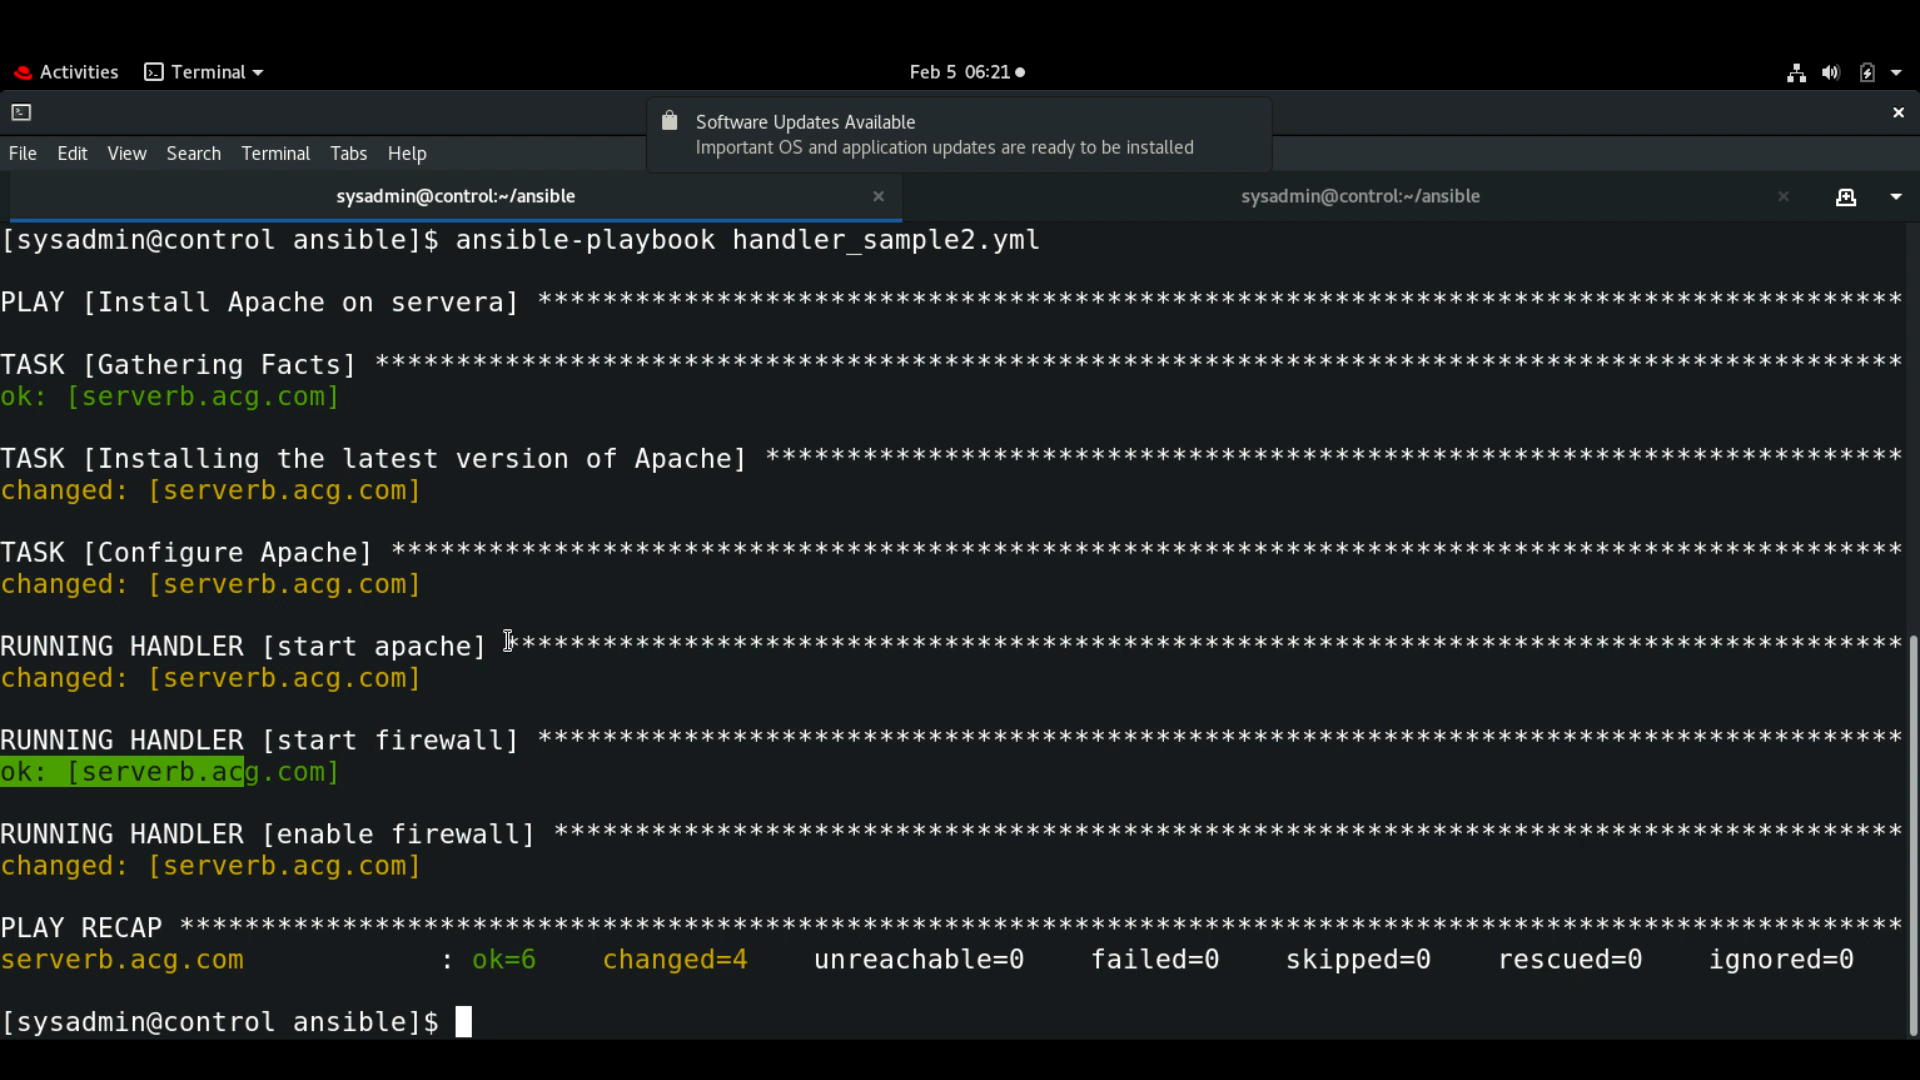 Activities Terminal Feb 5 06:21
Software Updates Available
Important OS and application updates are ready to be installed
File Edit View Search Terminal Tabs Help
sysadmin@control:~/ansible sysadmin@control:~/ansible
[sysadmin@control ansible]$ ansible-playbook handler_sample2.yml
PLAY [Install Apache on servera] ************************************************************************************
TASK [Gathering Facts] **********************************************************************************************
ok: [serverb.acg.com]
TASK [Installing the latest version of Apache] **********************************************************************
changed: [serverb.acg.com]
TASK [Configure Apache] *********************************************************************************************
changed: [serverb.acg.com]
RUNNING HANDLER [start apache] **************************************************************************************
changed: [serverb.acg.com]
RUNNING HANDLER [start firewall] ************************************************************************************
ok: [serverb.acg.com]
RUNNING HANDLER [enable firewall] ***********************************************************************************
changed: [serverb.acg.com]
PLAY RECAP **********************************************************************************************************
serverb.acg.com : ok=6 changed=4 unreachable=0 failed=0 skipped=0 rescued=0 ignored=0
[sysadmin@control ansible]$